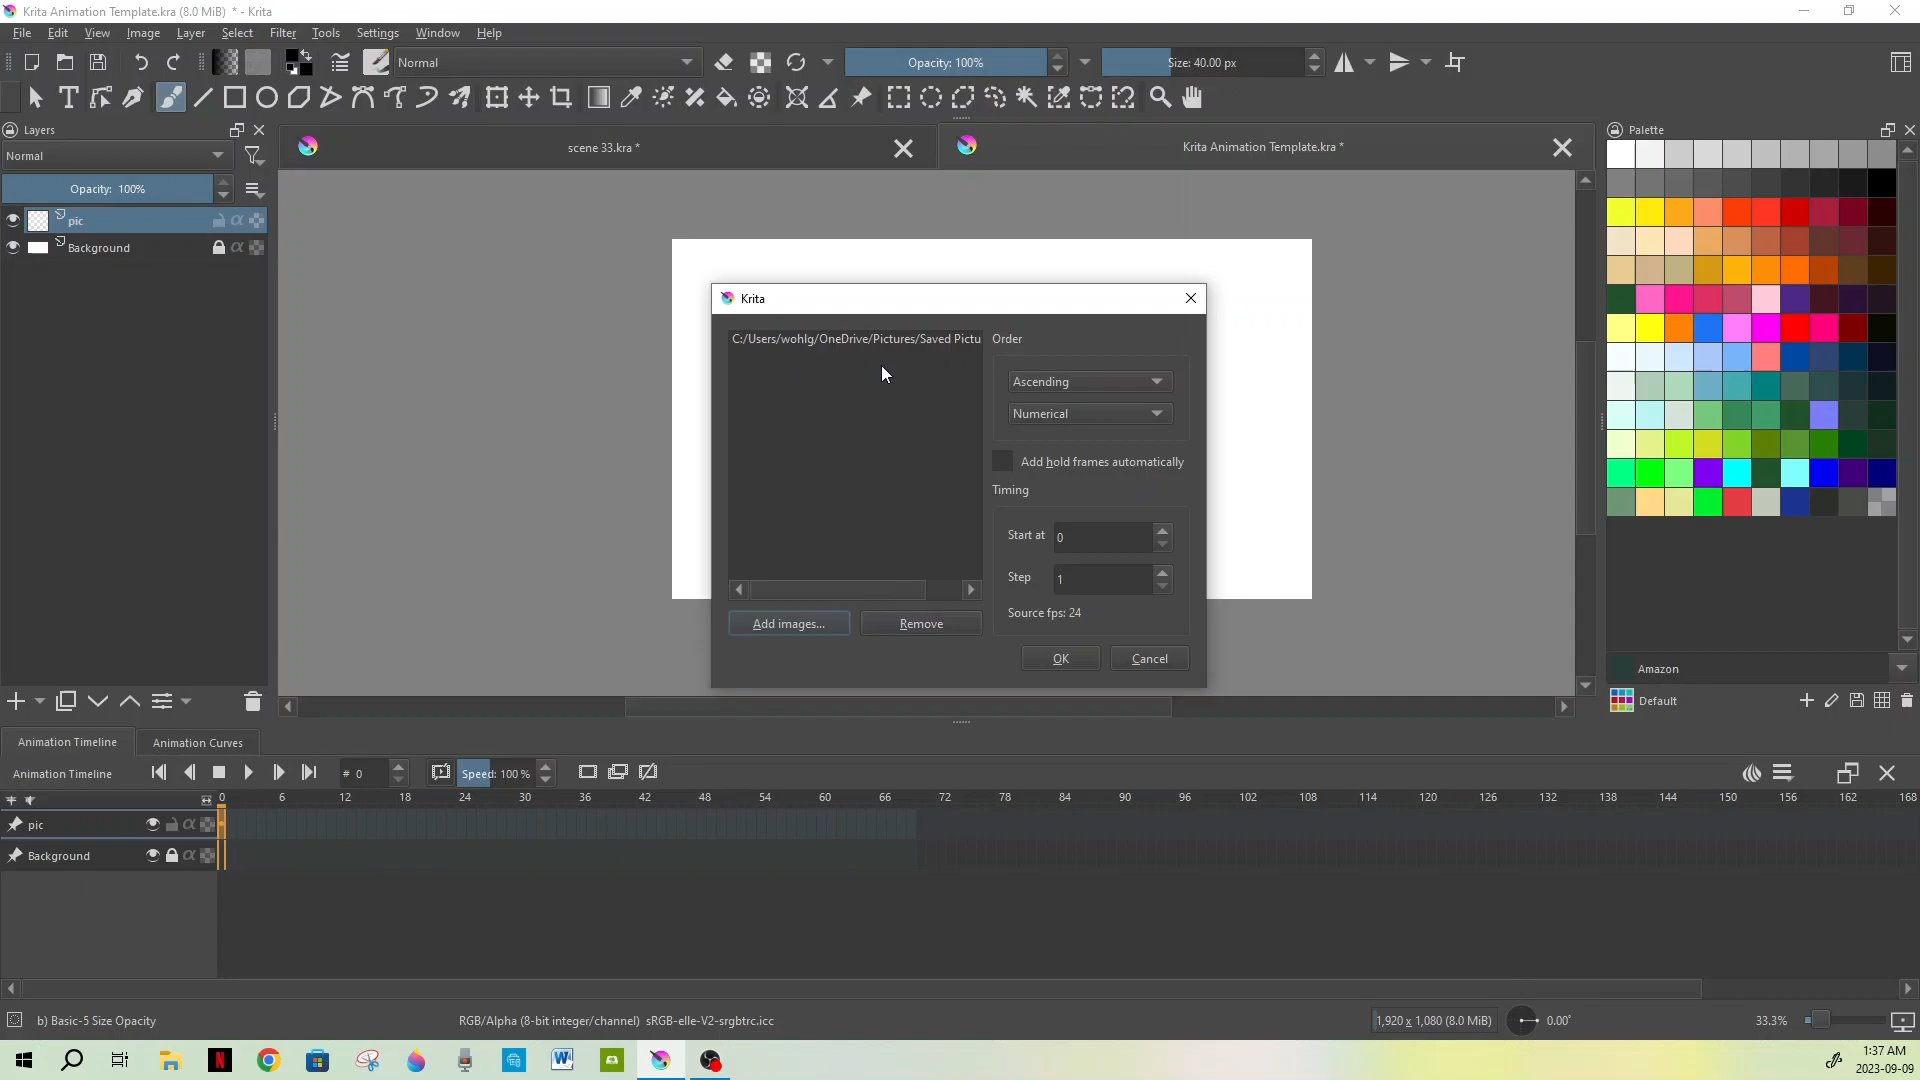 Krita Animation Template.kra (8.0 MiB) * - Krita
File Edit View Image Layer Select Filter Tools Settings Window Help
Normal Opacity: 100% Size: 40.00 px
Layers
scene 33.kra *
Krita Animation Template.kra *
Palette
Normal
Opacity: 100%
pic
Background
Krita
C:/Users/wohlg/OneDrive/Pictures/Saved Pictu
Order
Ascending
Numerical
Add hold frames automatically
Timing
Start at 0
Step 1
Source fps: 24
Add images...
Remove
OK
Cancel
Amazon
Default
Animation Timeline
Animation Curves
Animation Timeline # 0 Speed: 100 %
0 6 12 18 24 30 36 42 48 54 60 66 72 78 84 90 96 102 108 114 120 126 132 138 144 150 156 162 168
pic
Background
b) Basic-5 Size Opacity
RGB/Alpha (8-bit integer/channel) sRGB-elle-V2-srgbtrc.icc
1,920 x 1,080 (8.0 MiB)
0.00°
33.3%
1:37 AM
2023-09-09